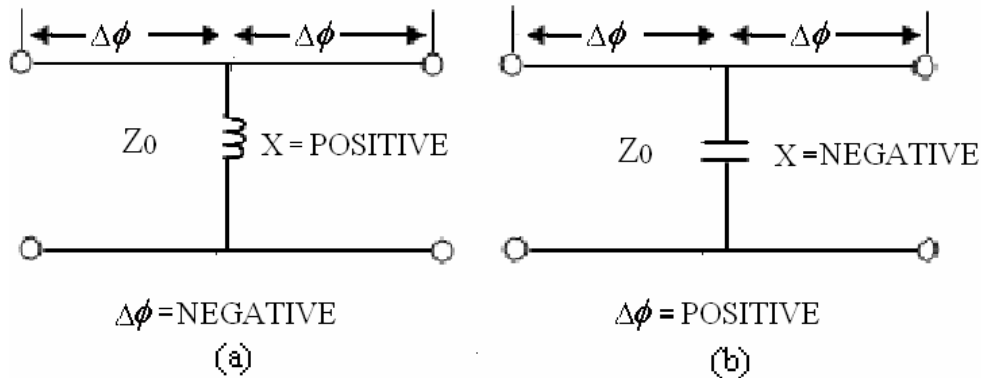 Δϕ Δϕ Δϕ Δϕ
Z0 X = POSITIVE Z0 X =NEGATIVE
Δϕ =NEGATIVE Δϕ = POSITIVE
(a) (b)